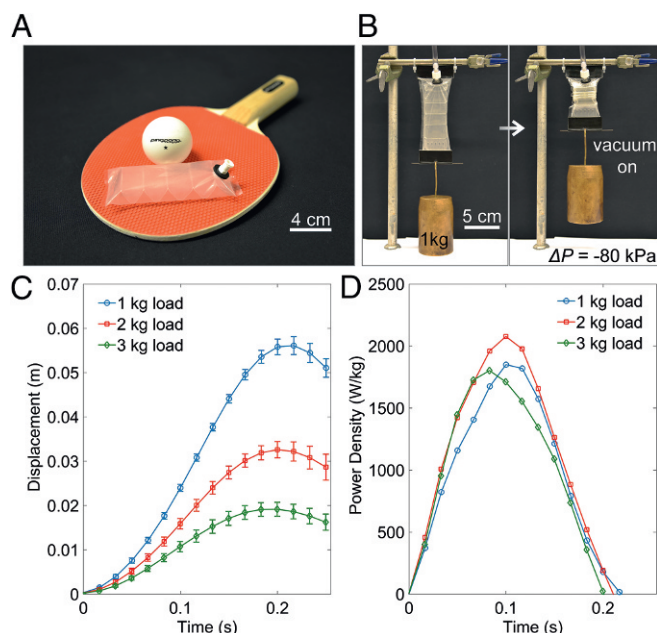 A
4 cm
B
vacuum
on
1kg
5 cm
ΔP = -80 kPa
C
0.07
0.06
0.05
0.04
0.03
0.02
0.01
0
Displacement (m)
1 kg load
2 kg load
3 kg load
0
0.1
0.2
Time (s)
D
2500
2000
1500
1000
500
0
Power Density (W/kg)
1 kg load
2 kg load
3 kg load
0
0.1
0.2
Time (s)